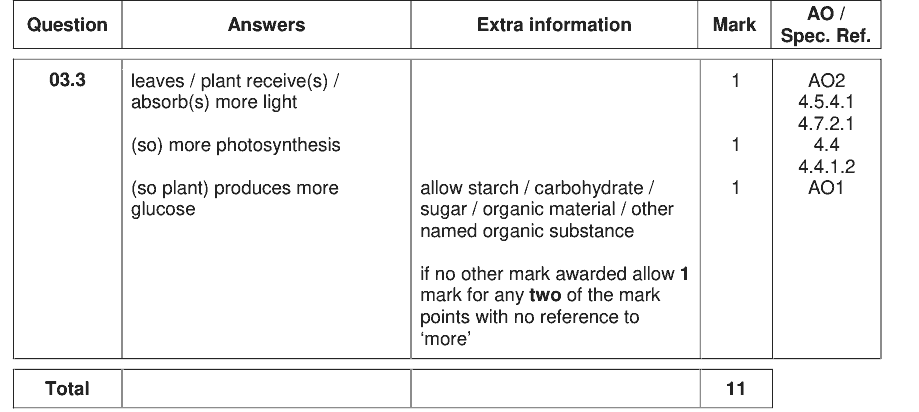 Question Answers Extra information Mark AO /
Spec. Ref.
03.3 leaves / plant receive(s) / 1 AO2
absorb(s) more light 4.5.4.1
4.7.2.1
(so) more photosynthesis 1 4.4
4.4.1.2
(so plant) produces more allow starch / carbohydrate / 1 AO1
glucose sugar / organic material / other
named organic substance
if no other mark awarded allow 1
mark for any two of the mark
points with no reference to
‘more’
Total 11